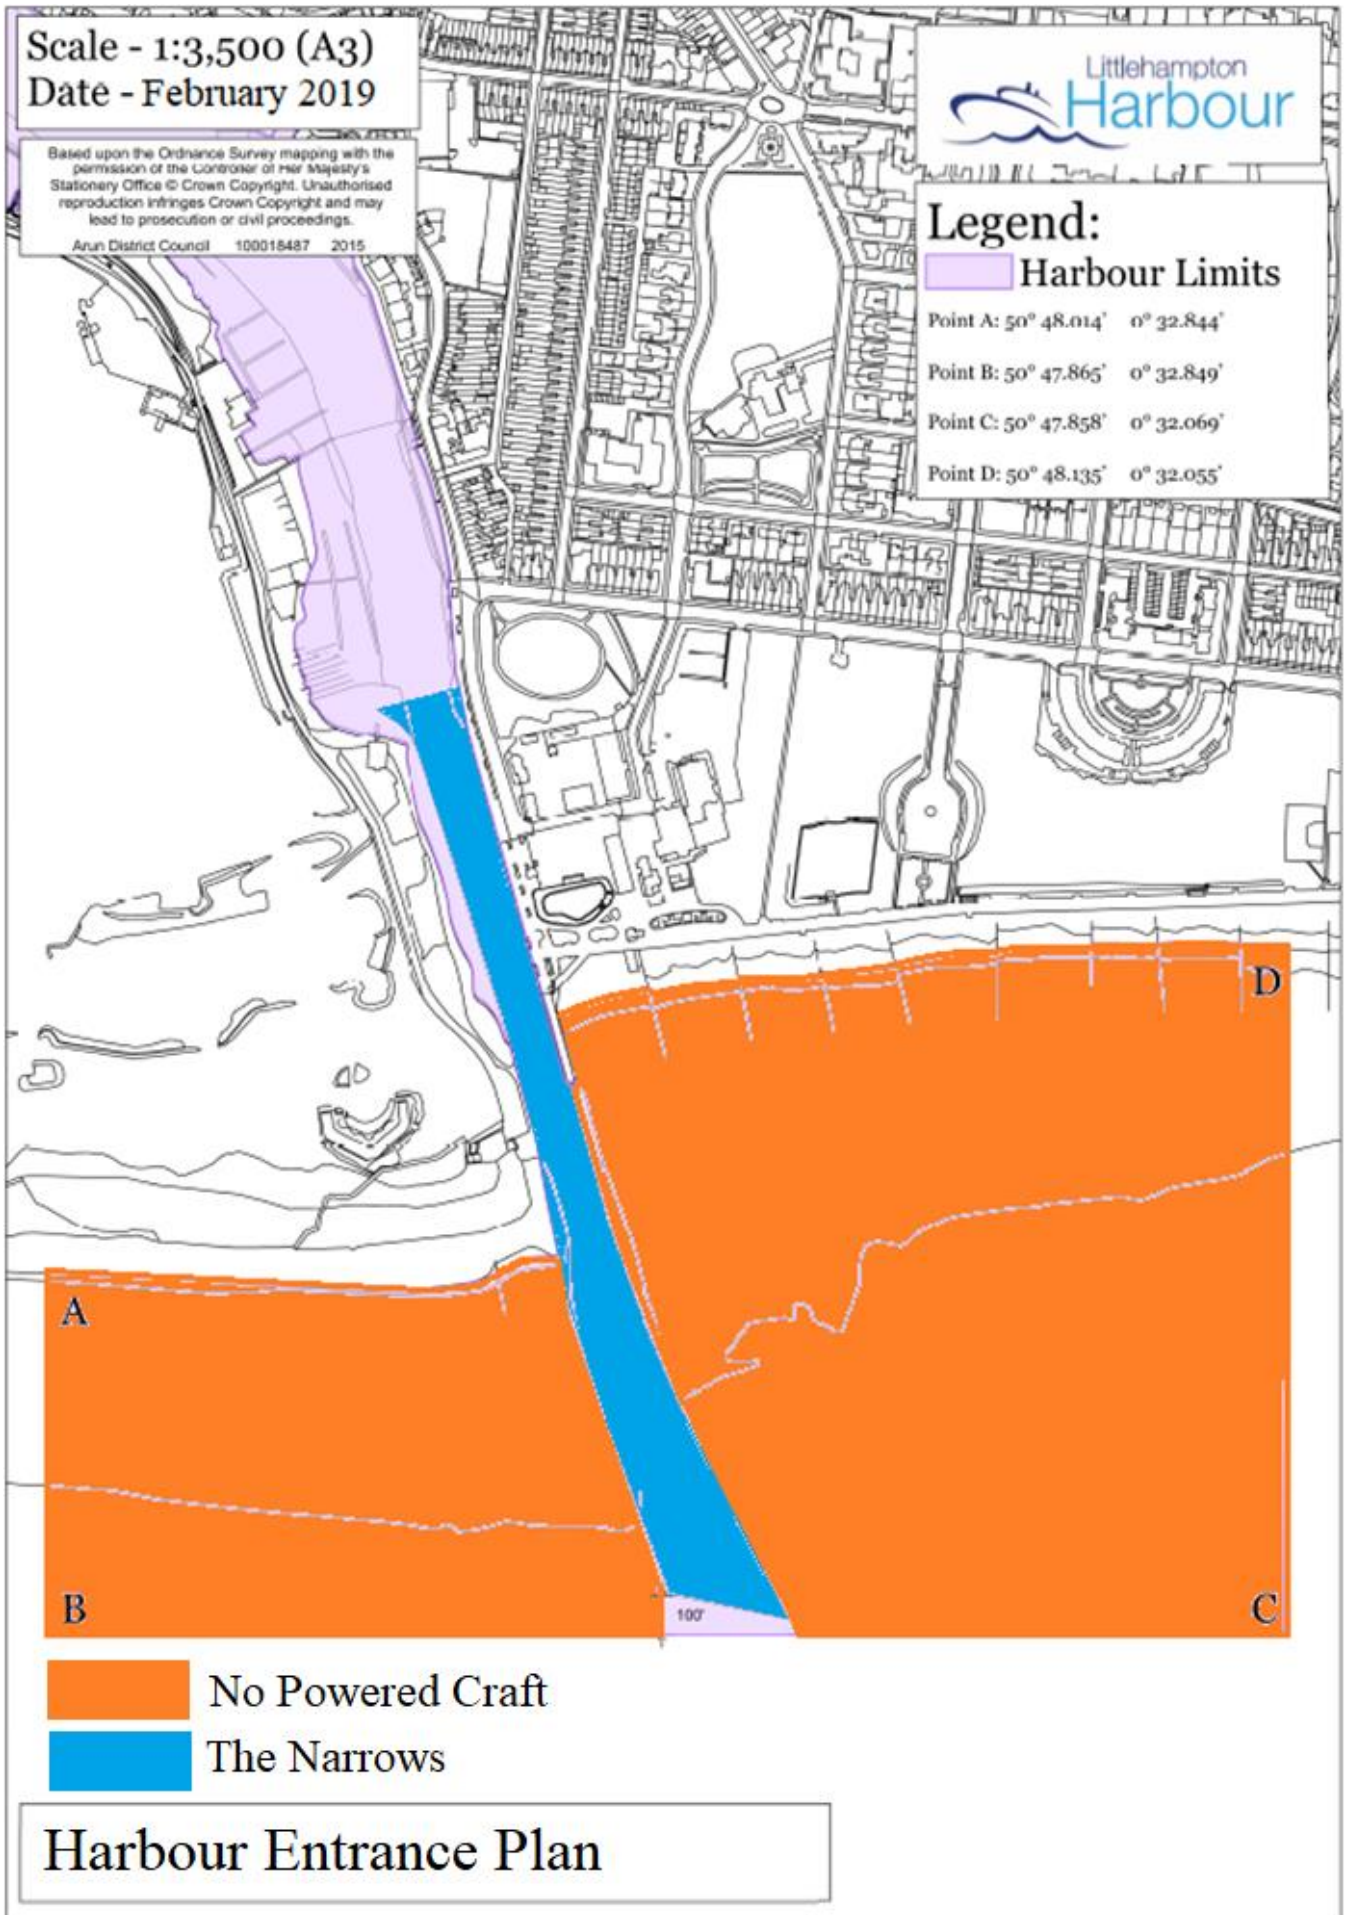 Scale - 1:3,500 (A3)
Date - February 2019
Based upon the Ordnance Survey mapping with the
permission of the Controller of Her Majesty's
Stationery Office © Crown Copyright. Unauthorised
reproduction infringes Crown Copyright and may
lead to prosecution or civil proceedings.
Arun District Council 100018487 2015
Littlehampton
Harbour
Legend:
Harbour Limits
Point A: 50° 48.014' 0° 32.844'
Point B: 50° 47.865' 0° 32.849'
Point C: 50° 47.858' 0° 32.069'
Point D: 50° 48.135' 0° 32.055'
D
A
B
C
100'
No Powered Craft
The Narrows
Harbour Entrance Plan